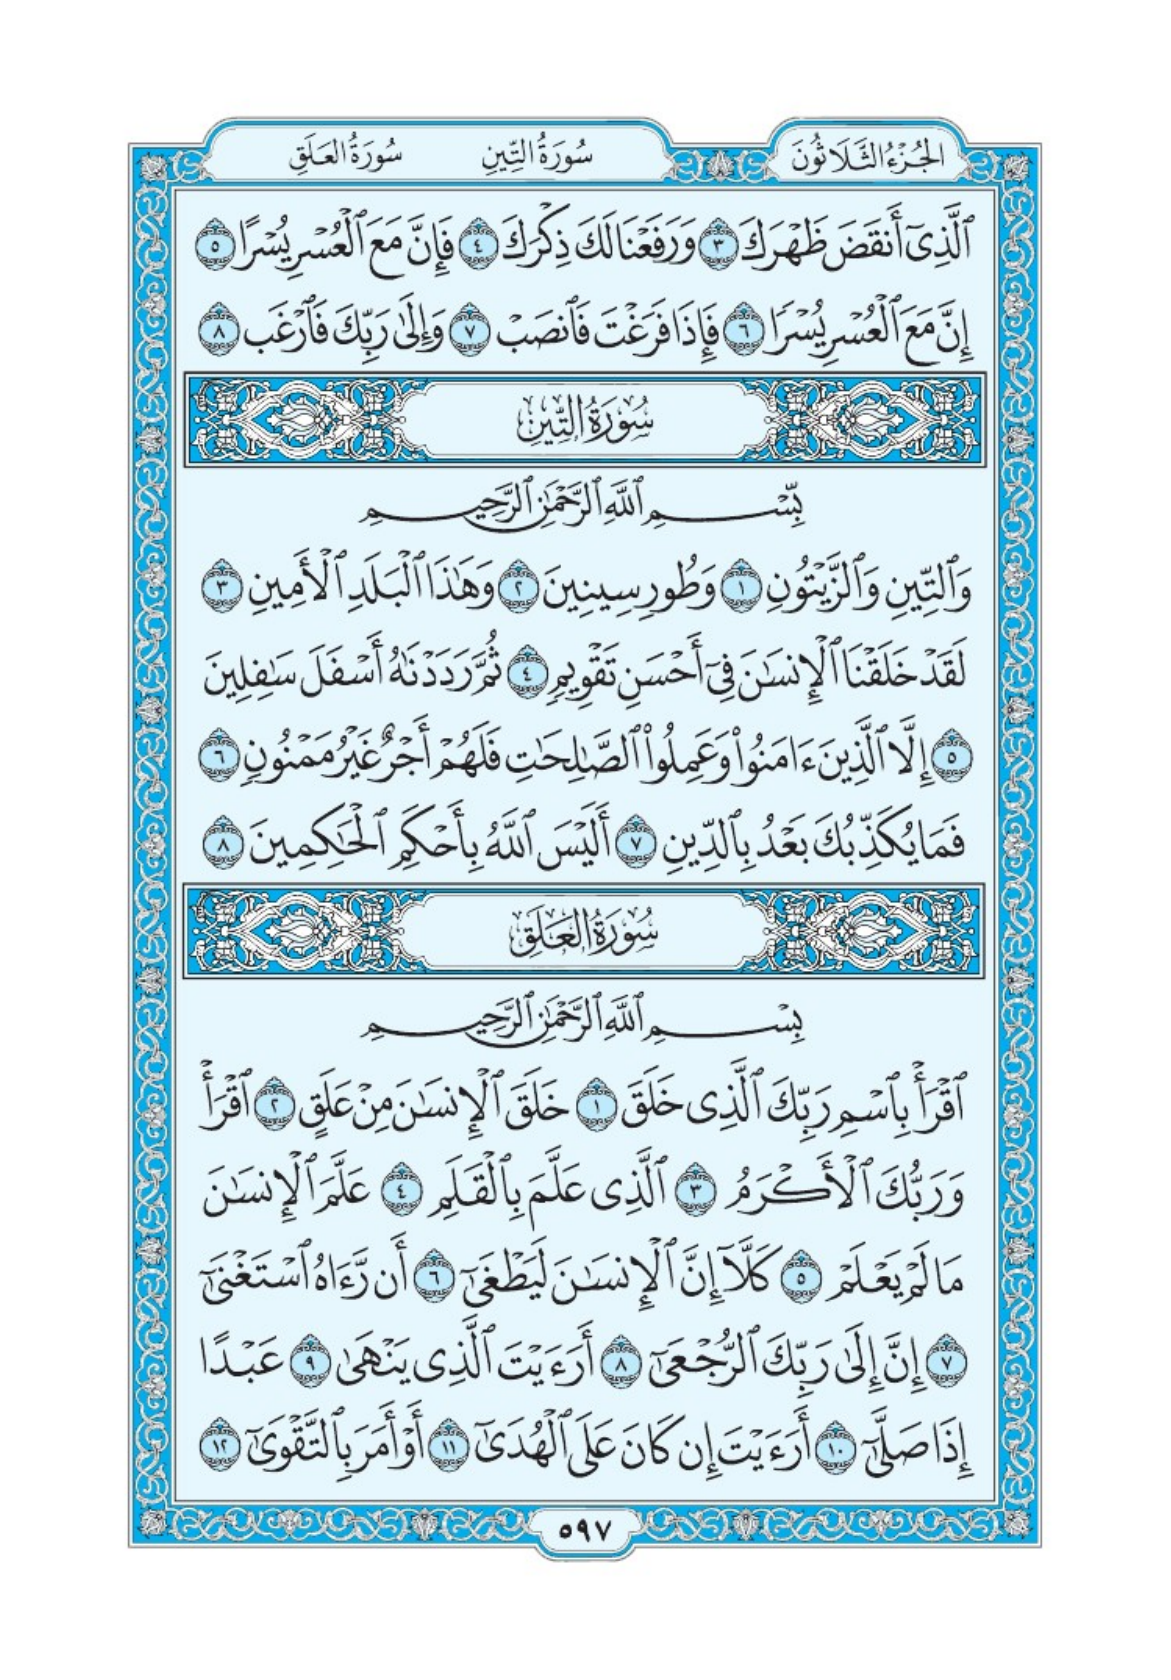 الجُزْءُ الثَّلَاثُونَ سُورَةُ التِّينِ سُورَةُ العَلَقِ
ٱلَّذِىٓ أَنقَضَ ظَهْرَكَ ٣ وَرَفَعْنَا لَكَ ذِكْرَكَ ٤ فَإِنَّ مَعَ ٱلْعُسْرِ يُسْرًا ٥
إِنَّ مَعَ ٱلْعُسْرِ يُسْرًا ٦ فَإِذَا فَرَغْتَ فَٱنصَبْ ٧ وَإِلَىٰ رَبِّكَ فَٱرْغَب ٨
سُورَةُ التِّينِ
بِّسْمِ ٱللَّهِ ٱلرَّحْمَٰنِ ٱلرَّحِيمِ
وَٱلتِّينِ وَٱلزَّيْتُونِ ١ وَطُورِ سِينِينَ ٢ وَهَٰذَا ٱلْبَلَدِ ٱلْأَمِينِ ٣
لَقَدْ خَلَقْنَا ٱلْإِنسَٰنَ فِىٓ أَحْسَنِ تَقْوِيمٍ ٤ ثُمَّ رَدَدْنَٰهُ أَسْفَلَ سَٰفِلِينَ
٥ إِلَّا ٱلَّذِينَ ءَامَنُوا۟ وَعَمِلُوا۟ ٱلصَّٰلِحَٰتِ فَلَهُمْ أَجْرٌ غَيْرُ مَمْنُونٍ ٦
فَمَا يُكَذِّبُكَ بَعْدُ بِٱلدِّينِ ٧ أَلَيْسَ ٱللَّهُ بِأَحْكَمِ ٱلْحَٰكِمِينَ ٨
سُورَةُ العَلَقِ
بِسْمِ ٱللَّهِ ٱلرَّحْمَٰنِ ٱلرَّحِيمِ
ٱقْرَأْ بِٱسْمِ رَبِّكَ ٱلَّذِى خَلَقَ ١ خَلَقَ ٱلْإِنسَٰنَ مِنْ عَلَقٍ ٢ ٱقْرَأْ
وَرَبُّكَ ٱلْأَكْرَمُ ٣ ٱلَّذِى عَلَّمَ بِٱلْقَلَمِ ٤ عَلَّمَ ٱلْإِنسَٰنَ
مَا لَمْ يَعْلَمْ ٥ كَلَّآ إِنَّ ٱلْإِنسَٰنَ لَيَطْغَىٰٓ ٦ أَن رَّءَاهُ ٱسْتَغْنَىٰٓ
٧ إِنَّ إِلَىٰ رَبِّكَ ٱلرُّجْعَىٰٓ ٨ أَرَءَيْتَ ٱلَّذِى يَنْهَىٰ ٩ عَبْدًا
إِذَا صَلَّىٰٓ ١٠ أَرَءَيْتَ إِن كَانَ عَلَى ٱلْهُدَىٰٓ ١١ أَوْ أَمَرَ بِٱلتَّقْوَىٰٓ ١٢
٥٩٧